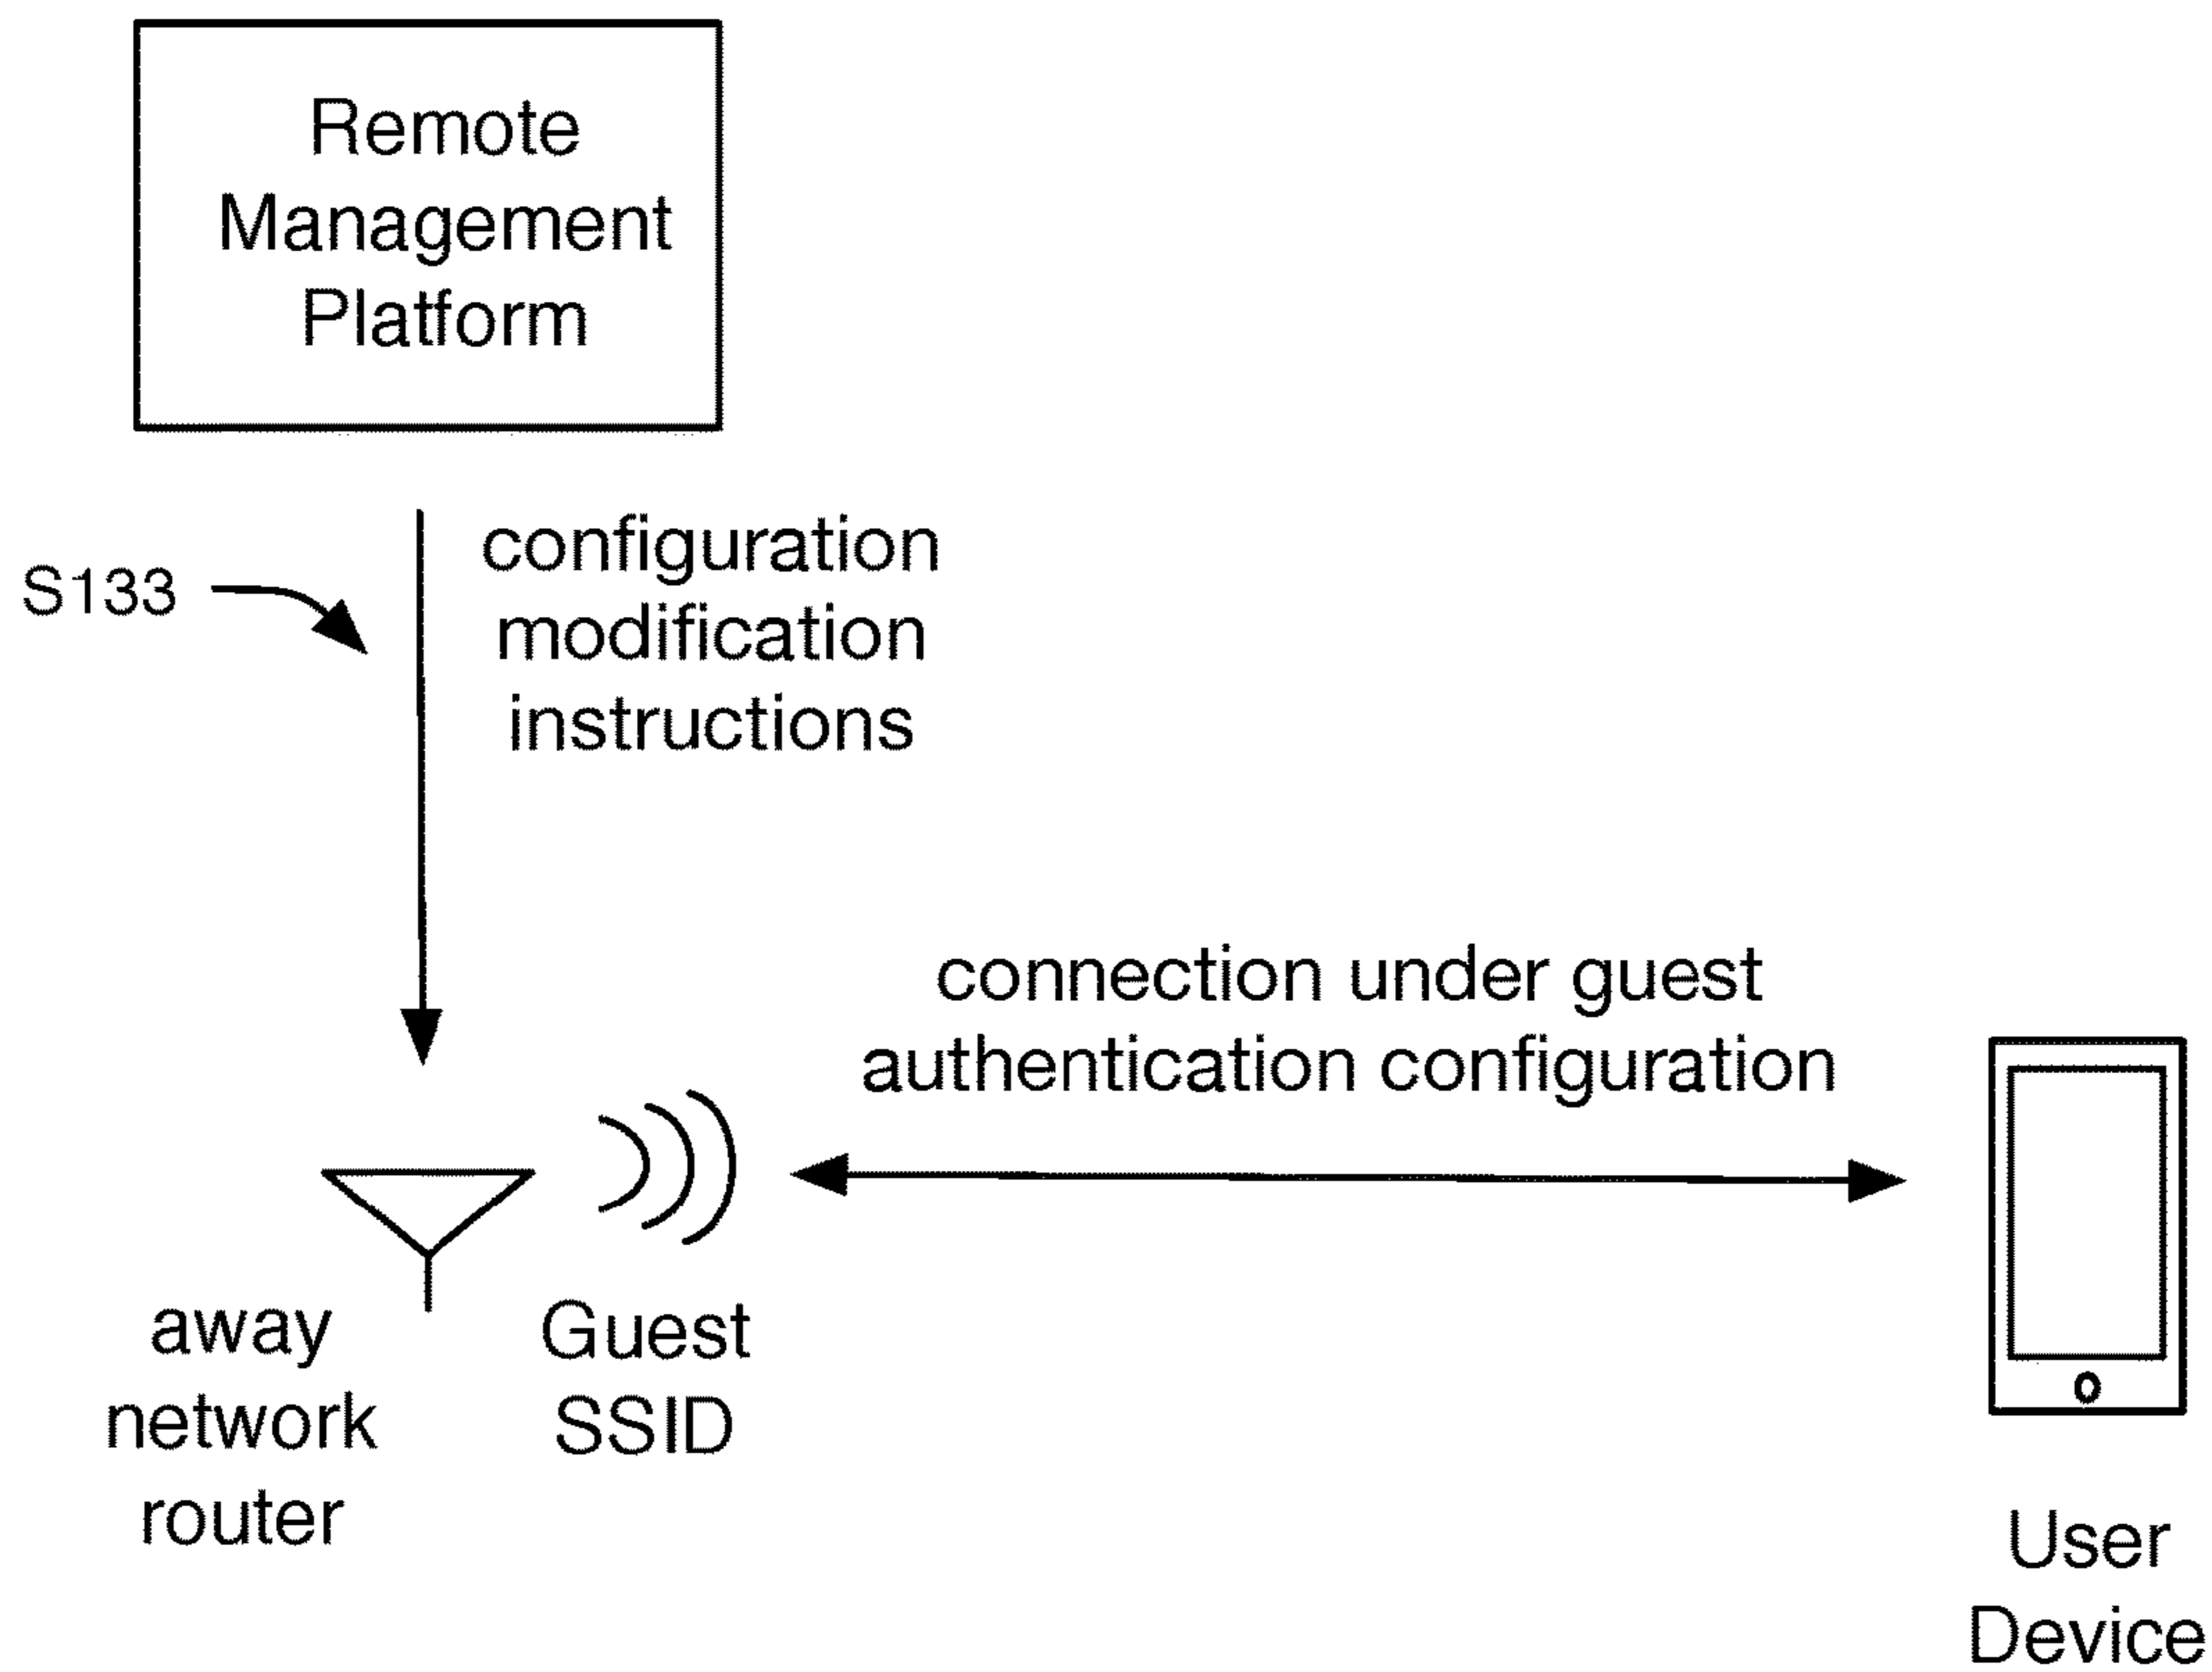 Remote
Management
Platform
S133
configuration
modification
instructions
connection under guest
authentication configuration
away
network
router
Guest
SSID
User
Device